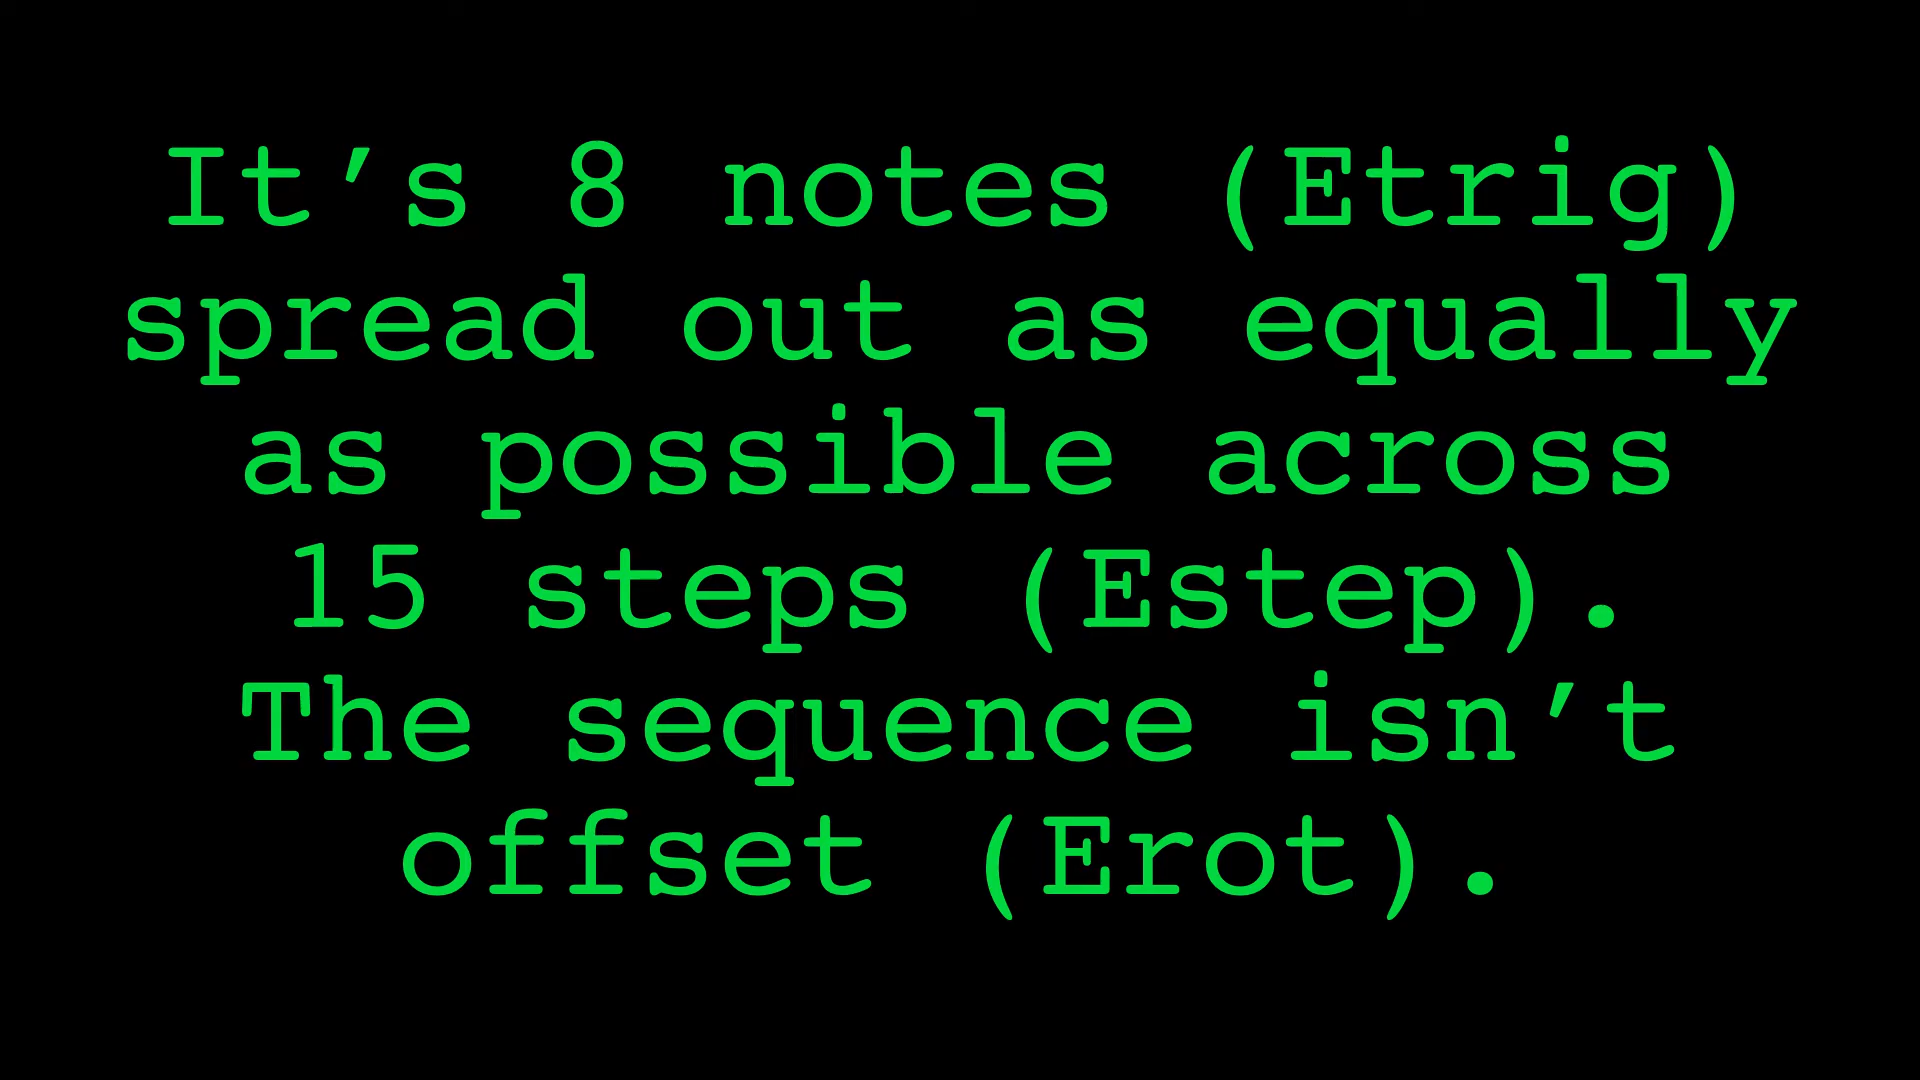 It’s 8 notes (Etrig)
spread out as equally
as possible across
15 steps (Estep).
The sequence isn’t
offset (Erot).